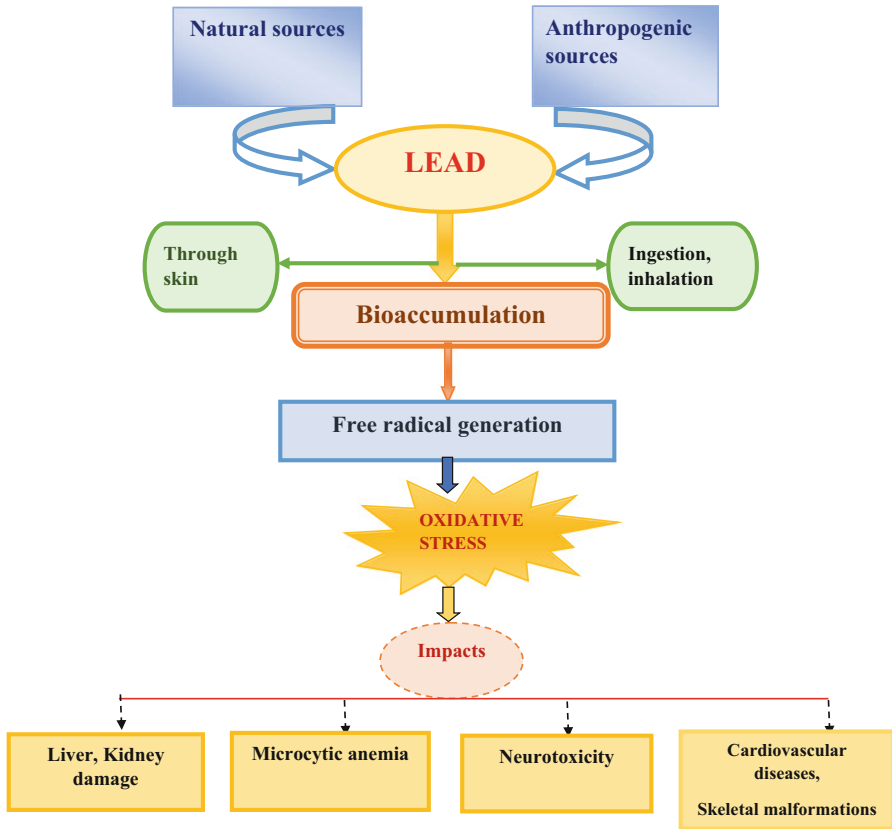 Natural sources
Anthropogenic
sources
LEAD
Through
skin
Ingestion,
inhalation
Bioaccumulation
Free radical generation
OXIDATIVE
STRESS
Impacts
Liver, Kidney
damage
Microcytic anemia
Neurotoxicity
Cardiovascular
diseases,
Skeletal malformations